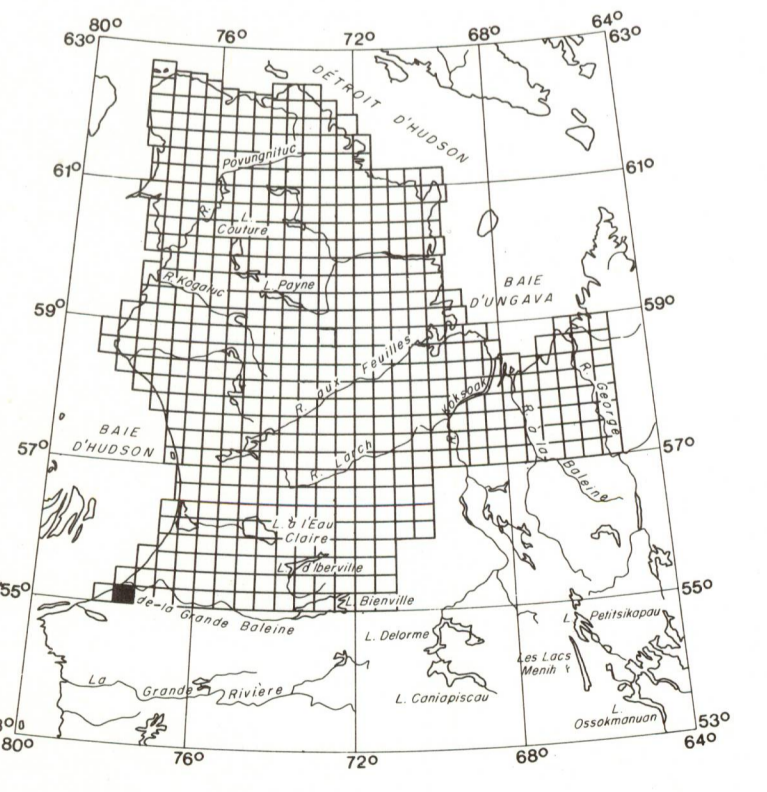 80°
76°
72°
68°
64°
63°
63°
DÉTROIT D'HUDSON
Povungnituc
61°
61°
R.
L.
Couture
BAIE
D'UNGAVA
R. Kogaluc
L. Payne
59°
59°
R. aux Feuilles
Koksoak
R.
R. George
R. à la Baleine
BAIE
D'HUDSON
57°
57°
R. Larch
L. à l'Eau
Claire
L. d'Iberville
55°
55°
de-la Grande Baleine
L. Bienville
L. Petitsikapau
L. Delorme
Les Lacs
Menih
La Grande Rivière
L. Caniapiscau
L.
Ossokmanuan
3°
53°
80°
76°
72°
68°
64°